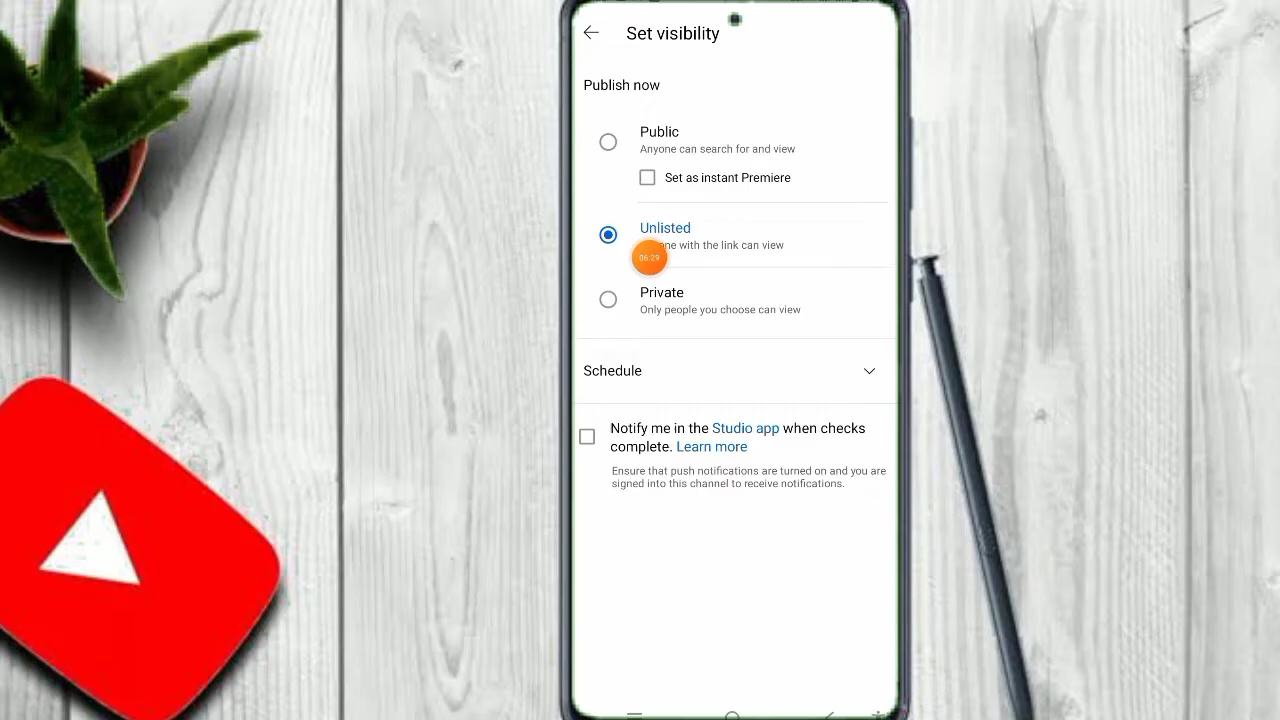 Set visibility
Publish now
Public
Anyone can search for and view
Set as instant Premiere
Unlisted
with the link can view
06:29
Private
Only people you choose can view
Schedule
Notify me in the Studio app when checks
complete. Learn more
Ensure that push notifications are turned on and you are
signed into this channel to receive notifications.